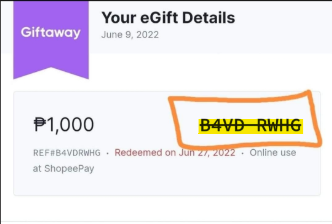 Giftaway
Your eGift Details
June 9, 2022
₱1,000
B4VD-RWHG
REF#B4VDRWHG · Redeemed on Jun 27, 2022 · Online use
at ShopeePay